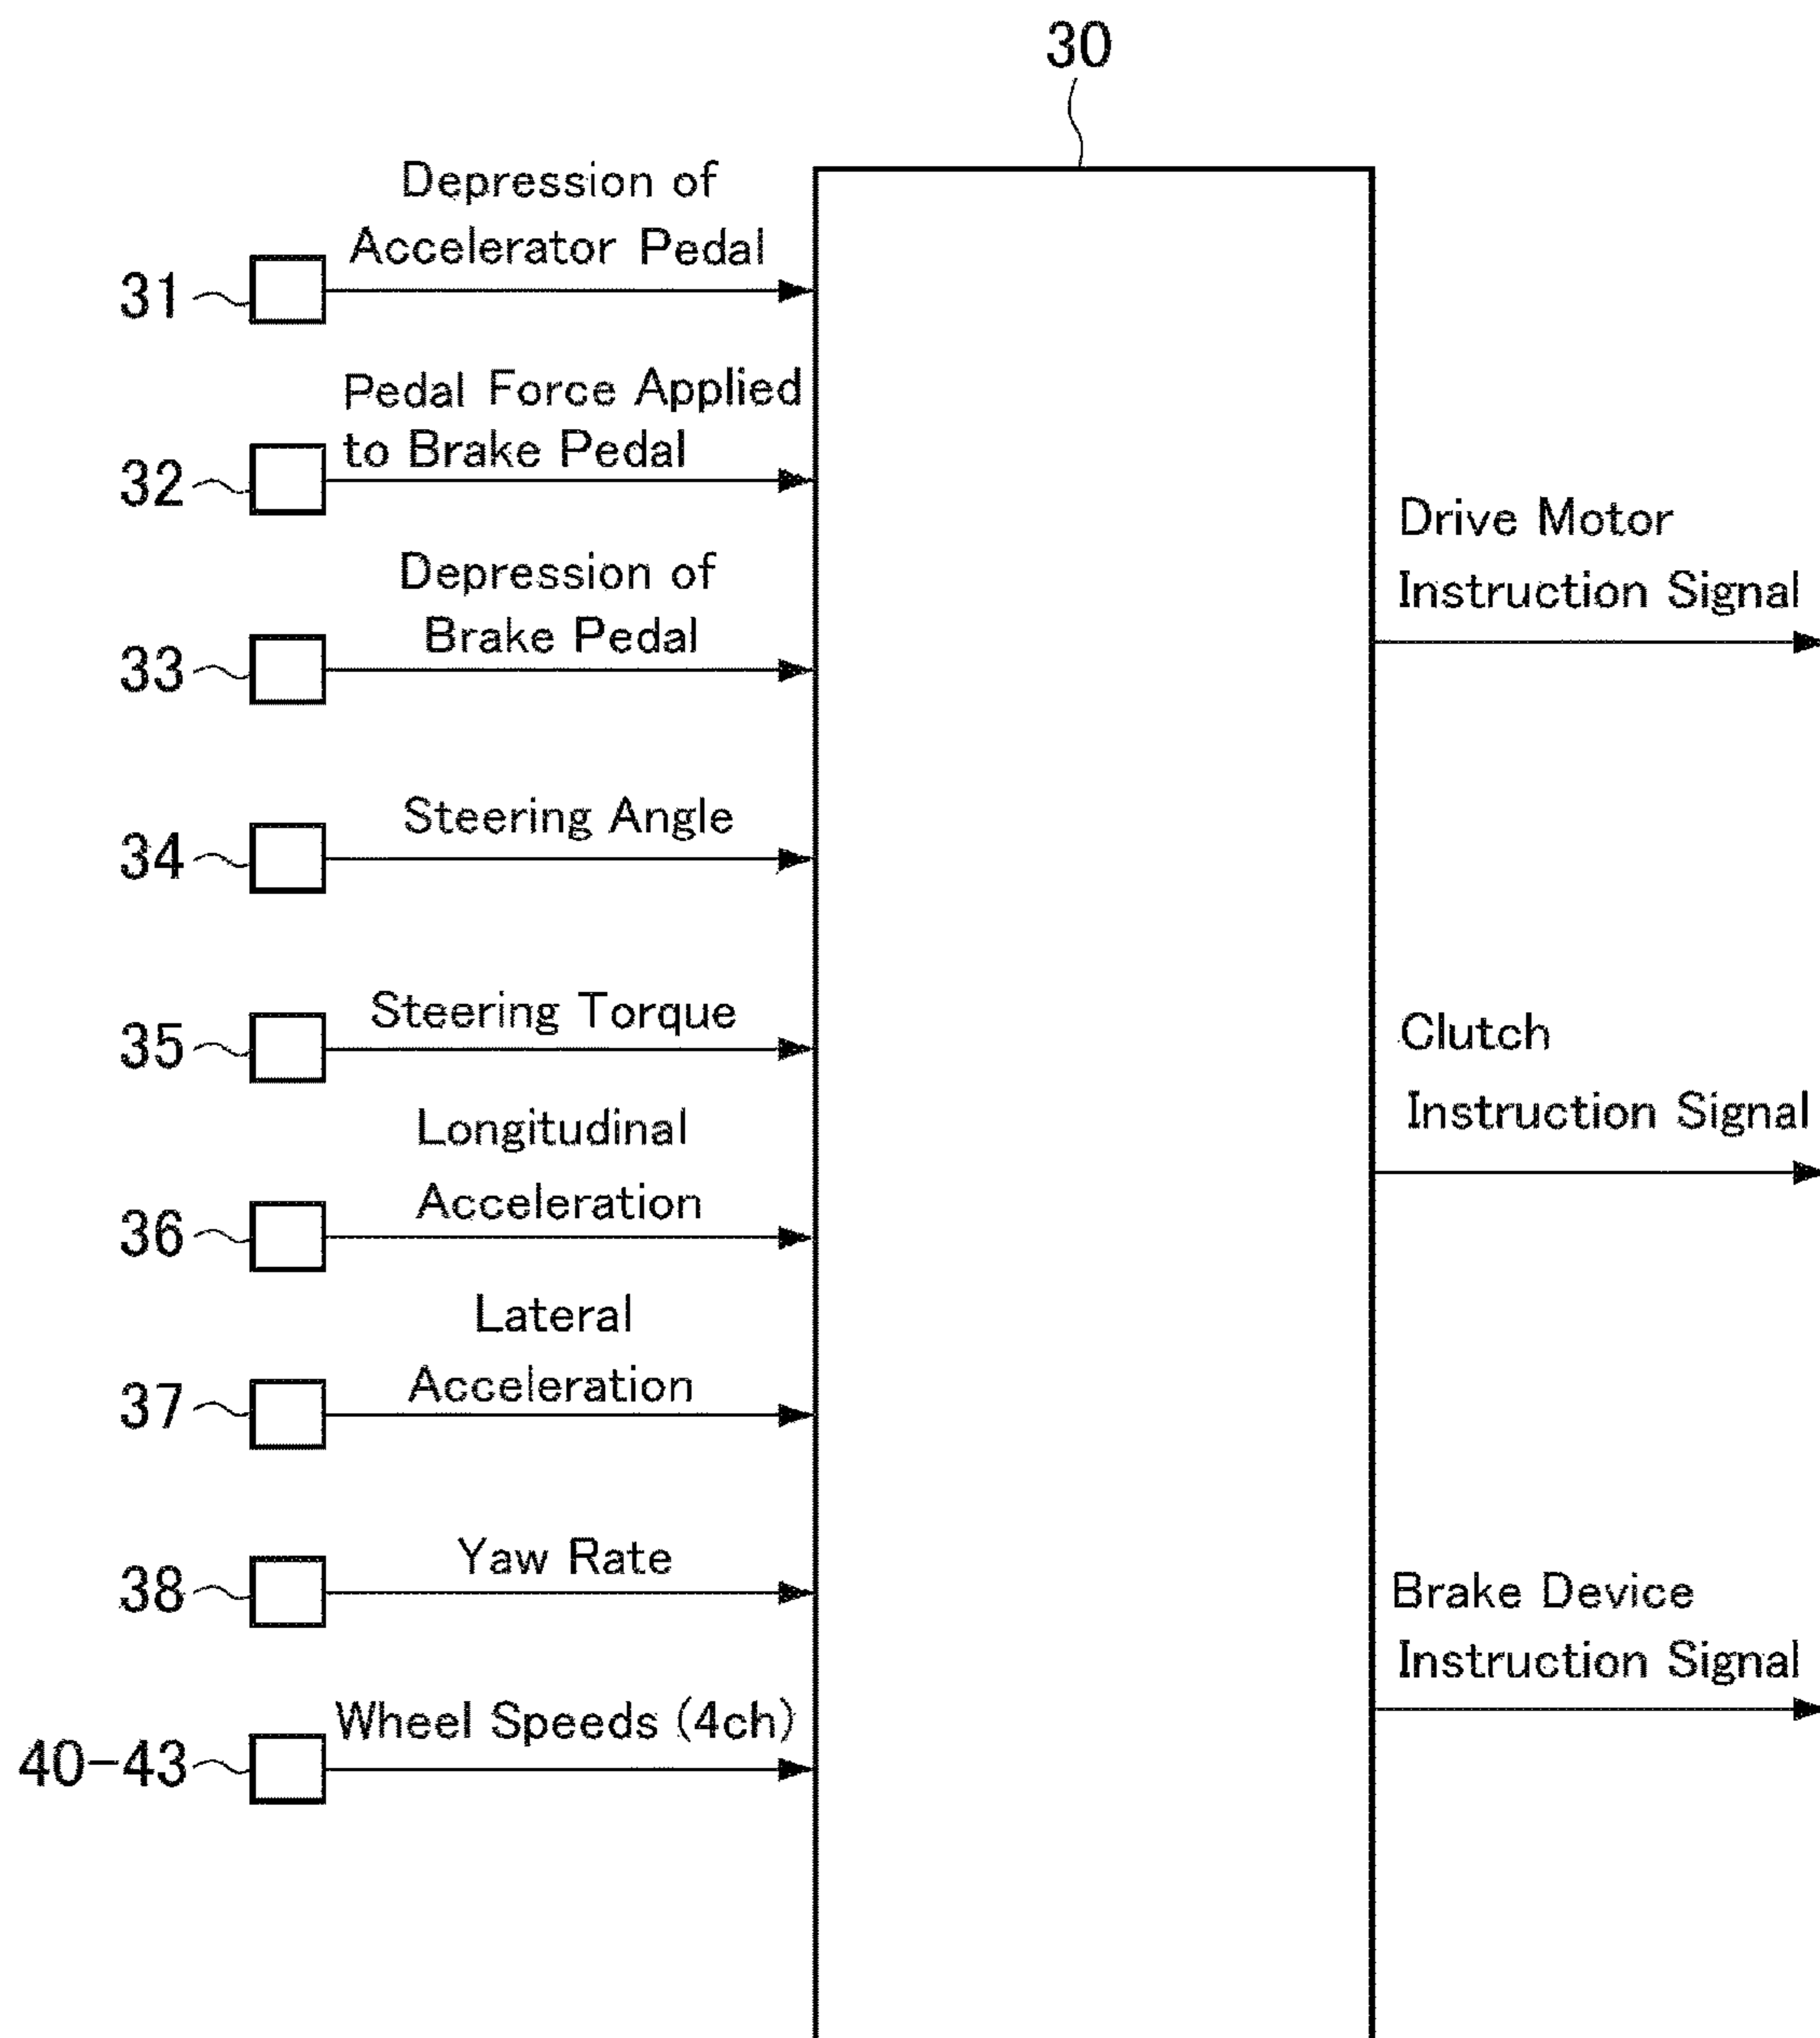 30
Depression of
Accelerator Pedal
31
Pedal Force Applied
to Brake Pedal
32
Depression of
Brake Pedal
33
Steering Angle
34
Steering Torque
35
Longitudinal
Acceleration
36
Lateral
Acceleration
37
Yaw Rate
38
Wheel Speeds (4ch)
40-43
Drive Motor
Instruction Signal
Clutch
Instruction Signal
Brake Device
Instruction Signal